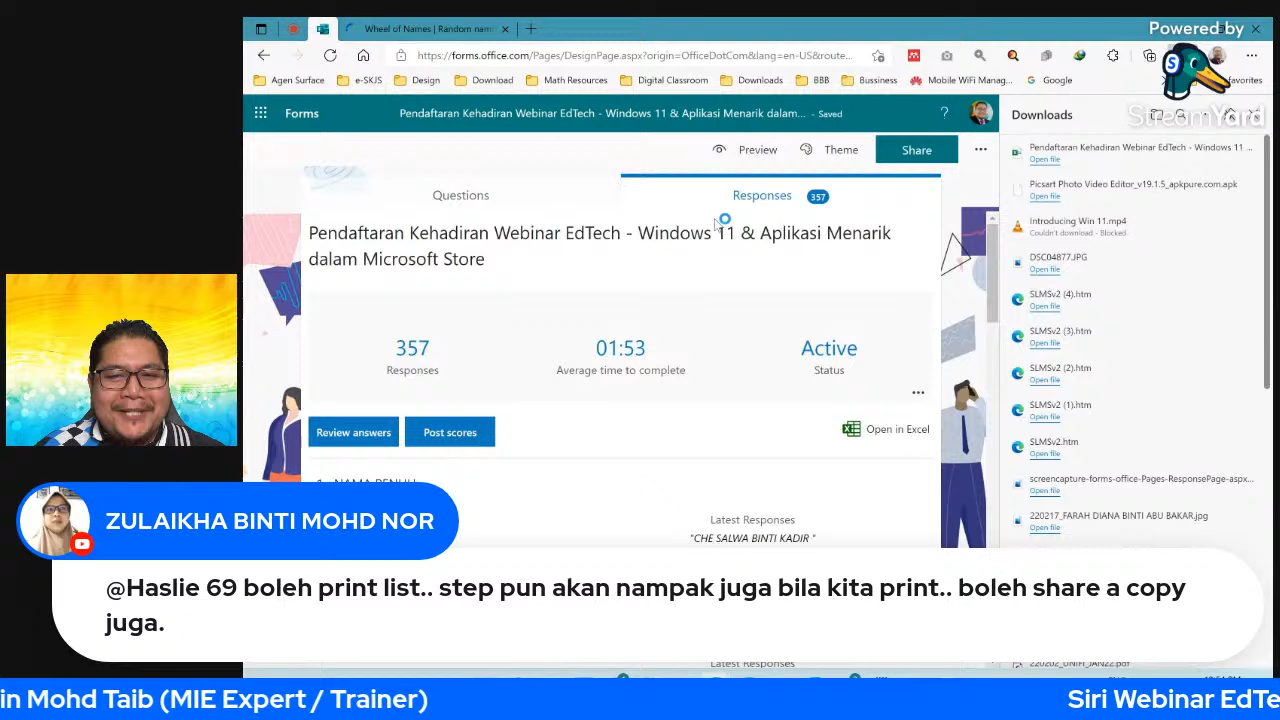 Wheel of Names | Random nam
Powered by
https://forms.office.com/Pages/DesignPage.aspx?origin=OfficeDotCom&lang=en-US&route...
Agen Surface
e-SKJS
Design
Download
Math Resources
Digital Classroom
Downloads
BBB
Bussiness
Mobile WiFi Manag...
Google
favorites
StreamYard
Forms
Pendaftaran Kehadiran Webinar EdTech - Windows 11 & Aplikasi Menarik dalam... - Saved
?
Downloads
Preview
Theme
Share
Questions
Responses 357
Pendaftaran Kehadiran Webinar EdTech - Windows 11 & Aplikasi Menarik
dalam Microsoft Store
357
Responses
01:53
Average time to complete
Active
Status
Review answers
Post scores
Open in Excel
Latest Responses
"CHE SALWA BINTI KADIR "
Latest Responses
Pendaftaran Kehadiran Webinar EdTech - Windows 11 ...
Open file
Picsart Photo Video Editor_v19.1.5_apkpure.com.apk
Open file
Introducing Win 11.mp4
Couldn't download - Blocked
DSC04877.JPG
Open file
SLMSv2 (4).htm
Open file
SLMSv2 (3).htm
Open file
SLMSv2 (2).htm
Open file
SLMSv2 (1).htm
Open file
SLMSv2.htm
Open file
screencapture-forms-office-Pages-ResponsePage-aspx...
Open file
220217_FARAH DIANA BINTI ABU BAKAR.jpg
Open file
220202_UNIFI_JAN22.pdf
ZULAIKHA BINTI MOHD NOR
@Haslie 69 boleh print list.. step pun akan nampak juga bila kita print.. boleh share a copy
juga.
in Mohd Taib (MIE Expert / Trainer)
Siri Webinar EdTe